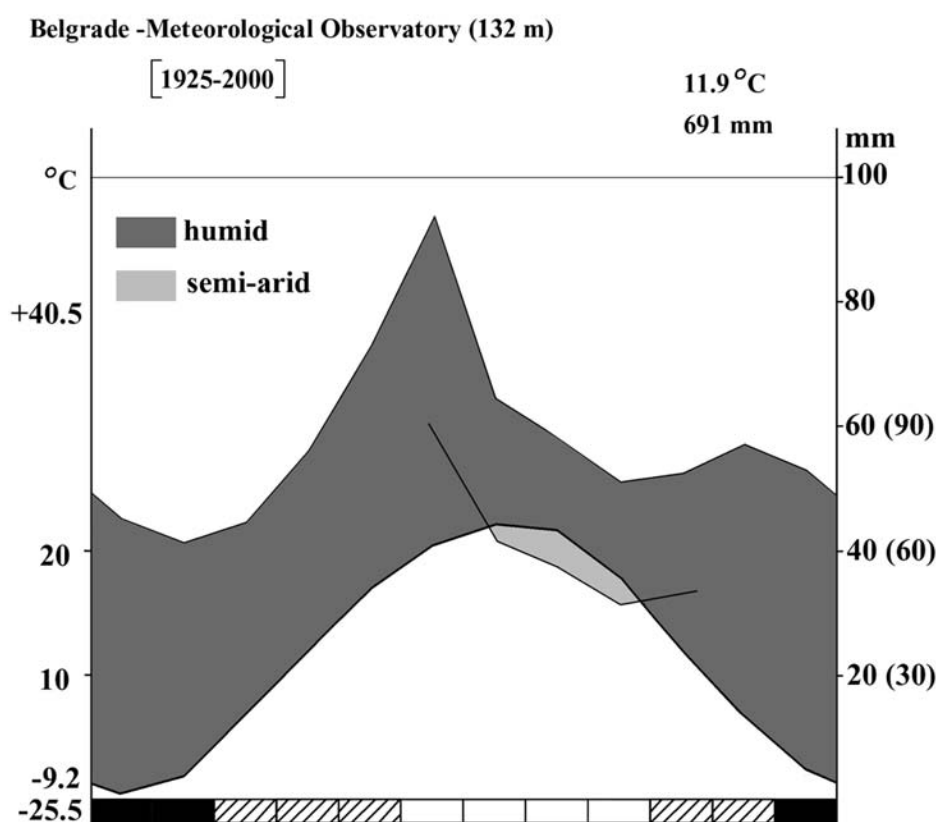 Belgrade -Meteorological Observatory (132 m)
[1925-2000]
11.9 °C
691 mm
°C
mm
100
humid
semi-arid
+40.5
80
60 (90)
20
40 (60)
10
20 (30)
-9.2
-25.5